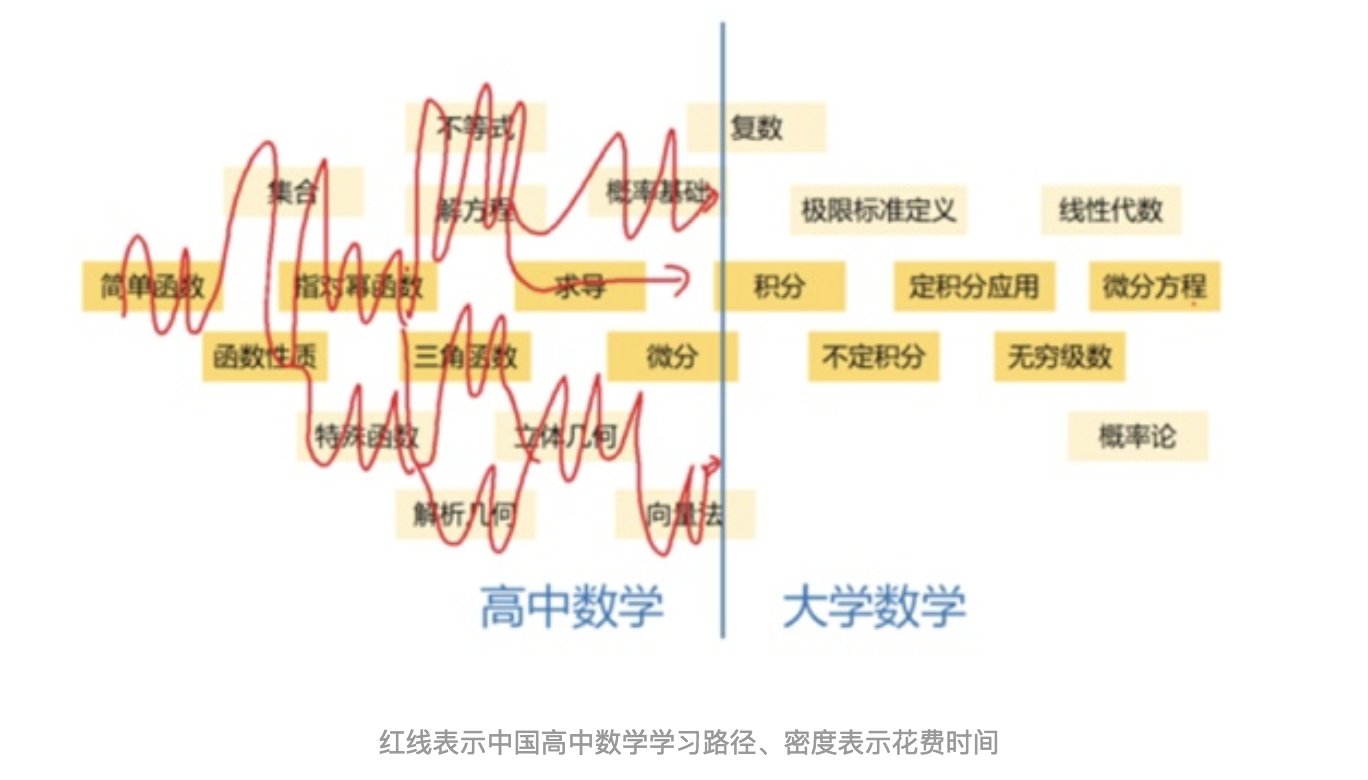 不等式
复数
集合
解方程
概率基础
极限标准定义
线性代数
简单函数
指对幂函数
求导
积分
定积分应用
微分方程
函数性质
三角函数
微分
不定积分
无穷级数
特殊函数
立体几何
概率论
解析几何
向量法
高中数学
大学数学
红线表示中国高中数学学习路径、密度表示花费时间